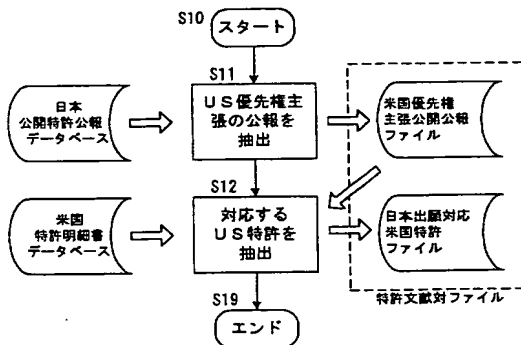 S10
スタート
S11
日本
公開特許公報
データベース
US優先権主
張の公報を
抽出
米国優先権
主張公開公報
ファイル
S12
米国
特許明細書
データベース
対応する
US特許を
抽出
日本出願対応
米国特許
ファイル
S19
特許文献対ファイル
エンド